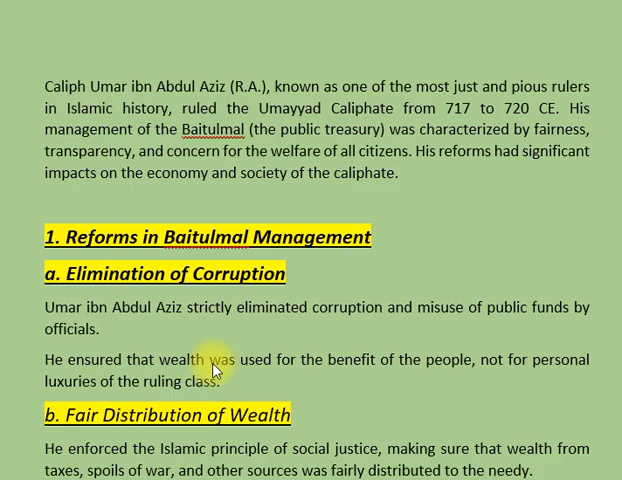 Caliph Umar ibn Abdul Aziz (R.A.), known as one of the most just and pious rulers
in Islamic history, ruled the Umayyad Caliphate from 717 to 720 CE. His
management of the Baitulmal (the public treasury) was characterized by fairness,
transparency, and concern for the welfare of all citizens. His reforms had significant
impacts on the economy and society of the caliphate.
1. Reforms in Baitulmal Management
a. Elimination of Corruption
Umar ibn Abdul Aziz strictly eliminated corruption and misuse of public funds by
officials.
He ensured that wealth was used for the benefit of the people, not for personal
luxuries of the ruling class.
b. Fair Distribution of Wealth
He enforced the Islamic principle of social justice, making sure that wealth from
taxes, spoils of war, and other sources was fairly distributed to the needy.